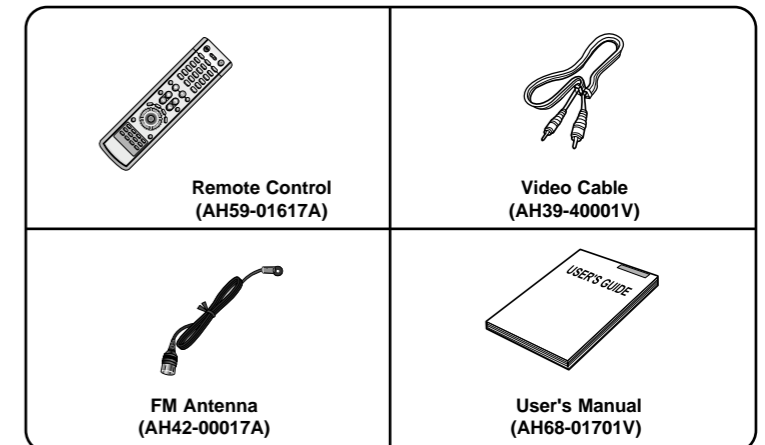 Remote Control
(AH59-01617A)
Video Cable
(AH39-40001V)
USER'S GUIDE
FM Antenna
(AH42-00017A)
User's Manual
(AH68-01701V)